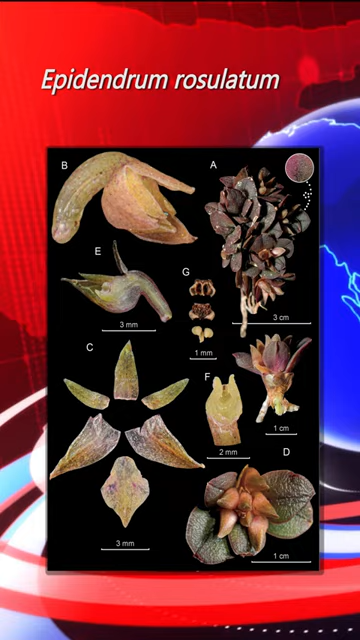 Epidendrum rosulatum
B
A
E
G
3 mm
3 cm
1 mm
C
F
1 cm
2 mm
D
3 mm
1 cm